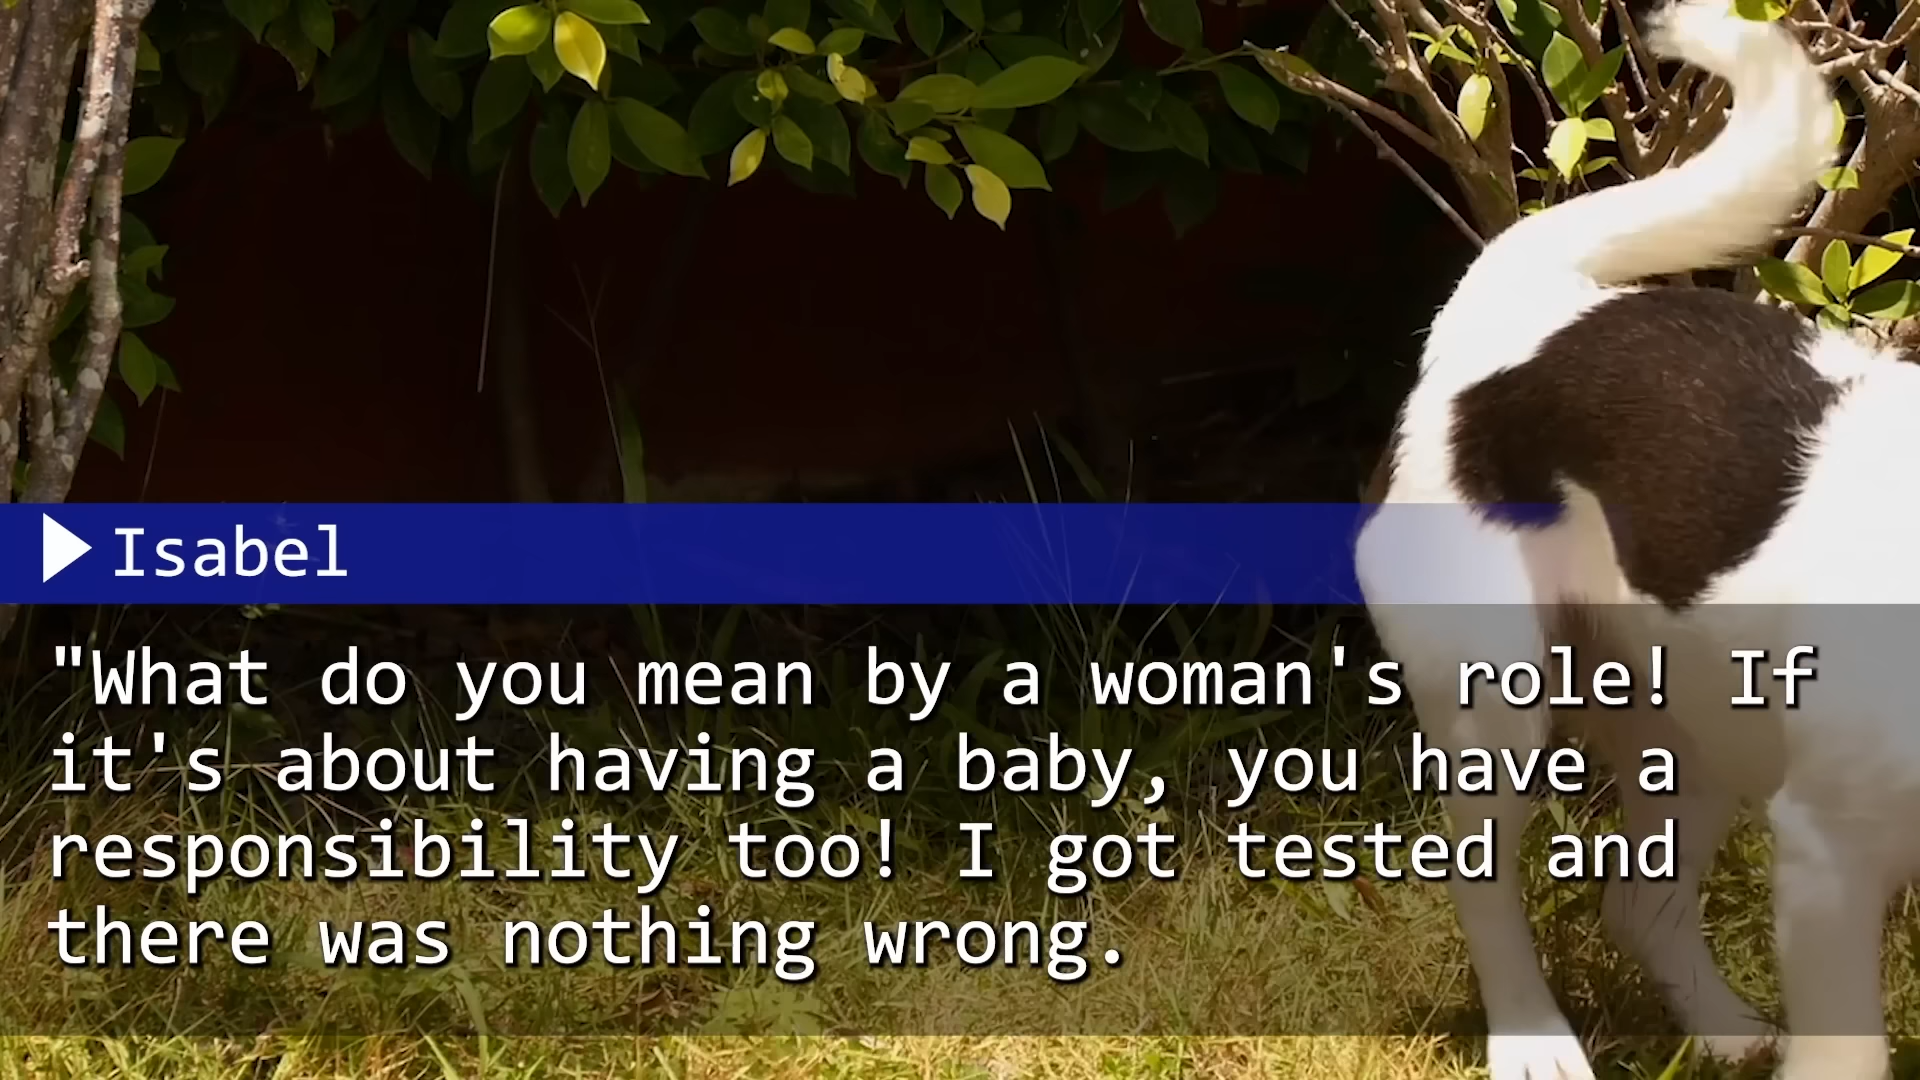 Isabel
"What do you mean by a woman's role! If
it's about having a baby, you have a
responsibility too! I got tested and
there was nothing wrong.